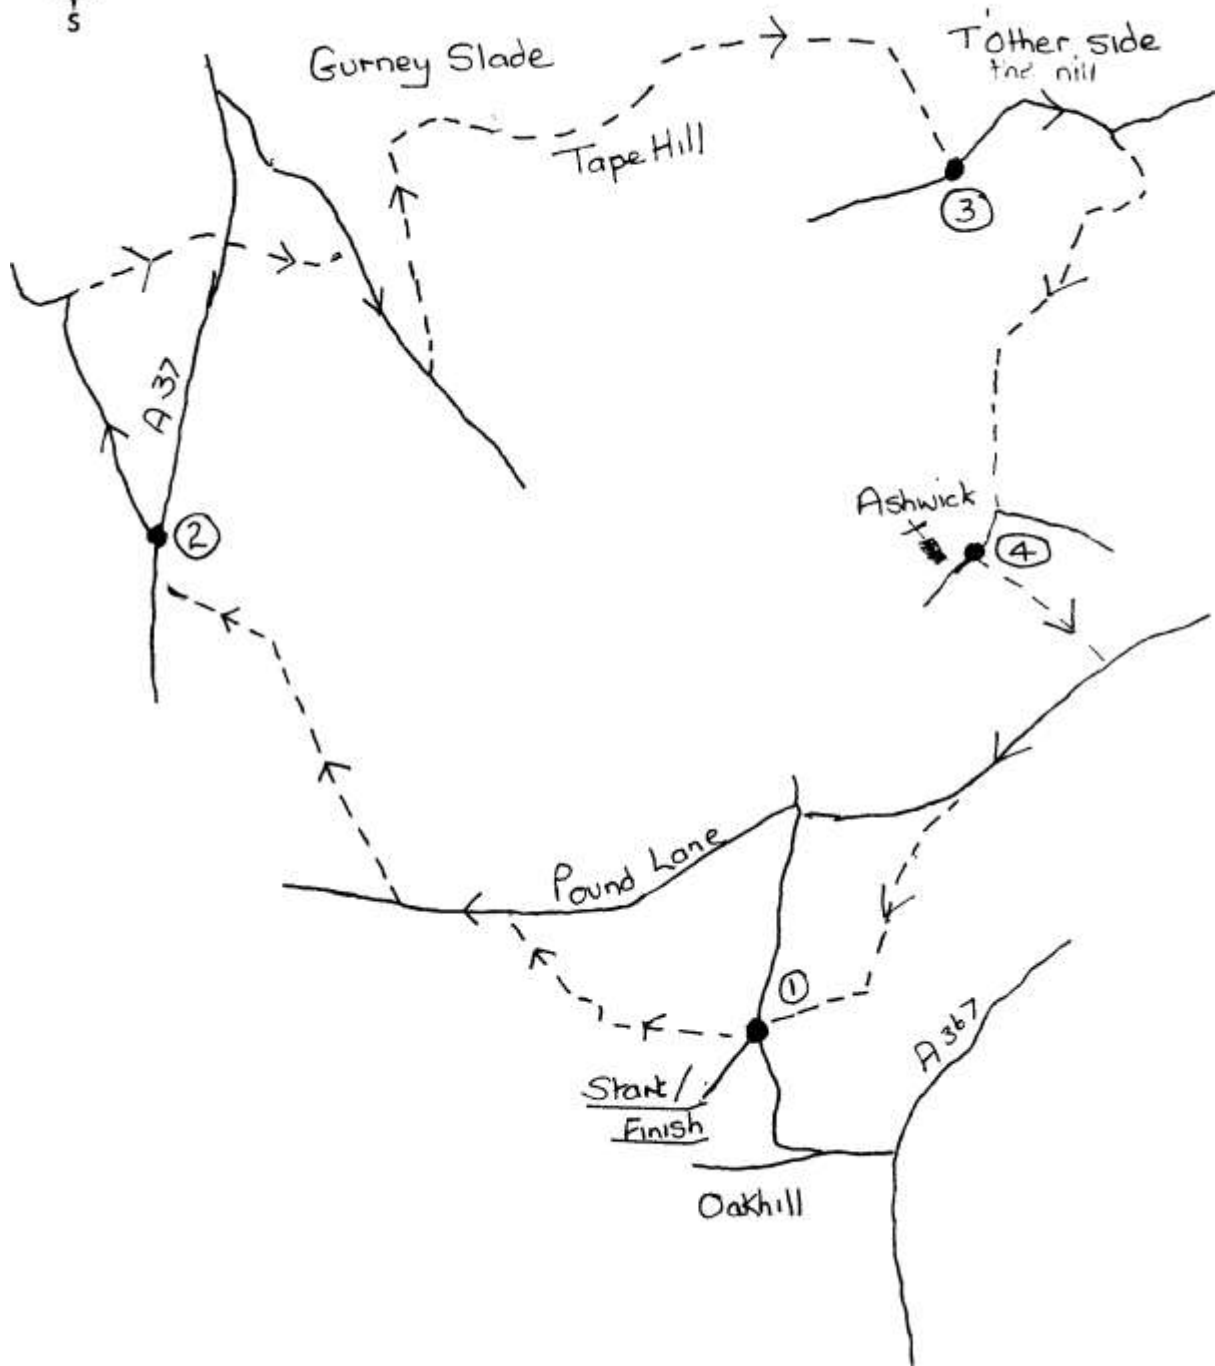 S
Gurney Slade
T'other side
the hill
Tape Hill
3
A37
Ashwick
2
4
Pound Lane
1
A367
Start/
Finish
Oakhill